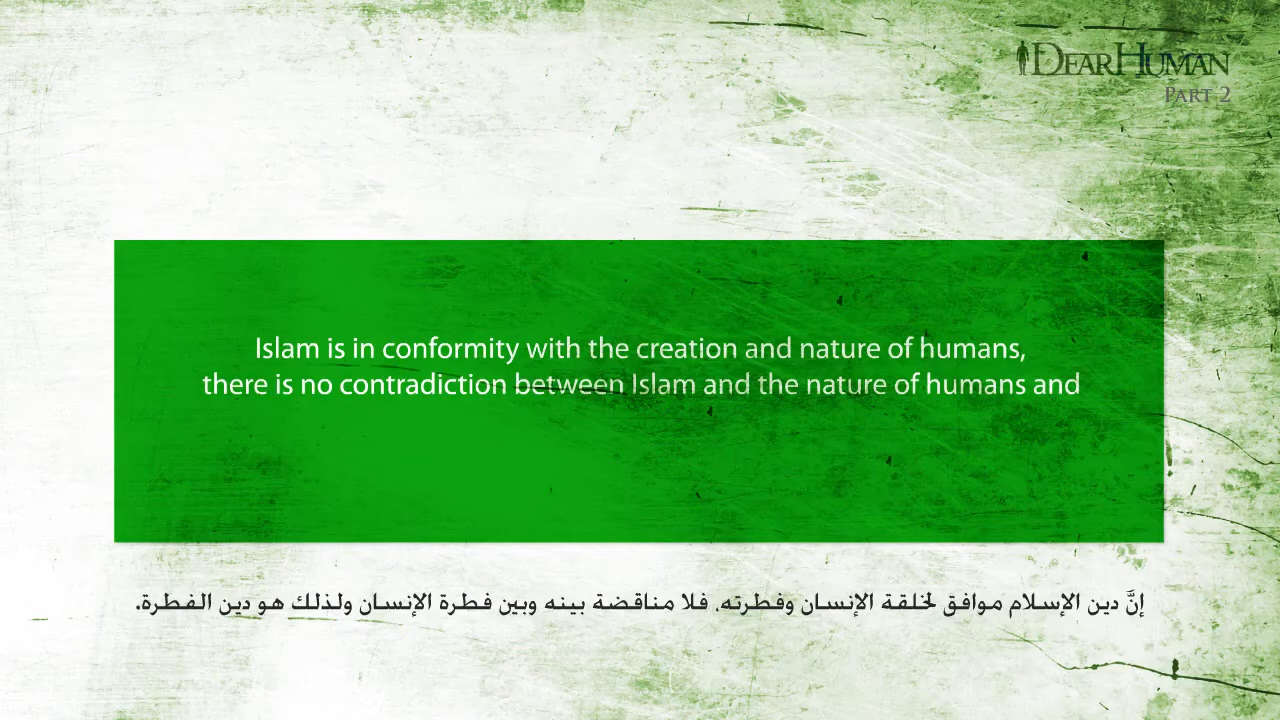 DEARHUMAN
PART 2
Islam is in conformity with the creation and nature of humans,
there is no contradiction between Islam and the nature of humans and
إنَّ دين الإسلام موافق لخلقة الإنسان وفطرته. فلا مناقضة بينه وبين فطرة الإنسان ولذلك هو دين الفطرة.